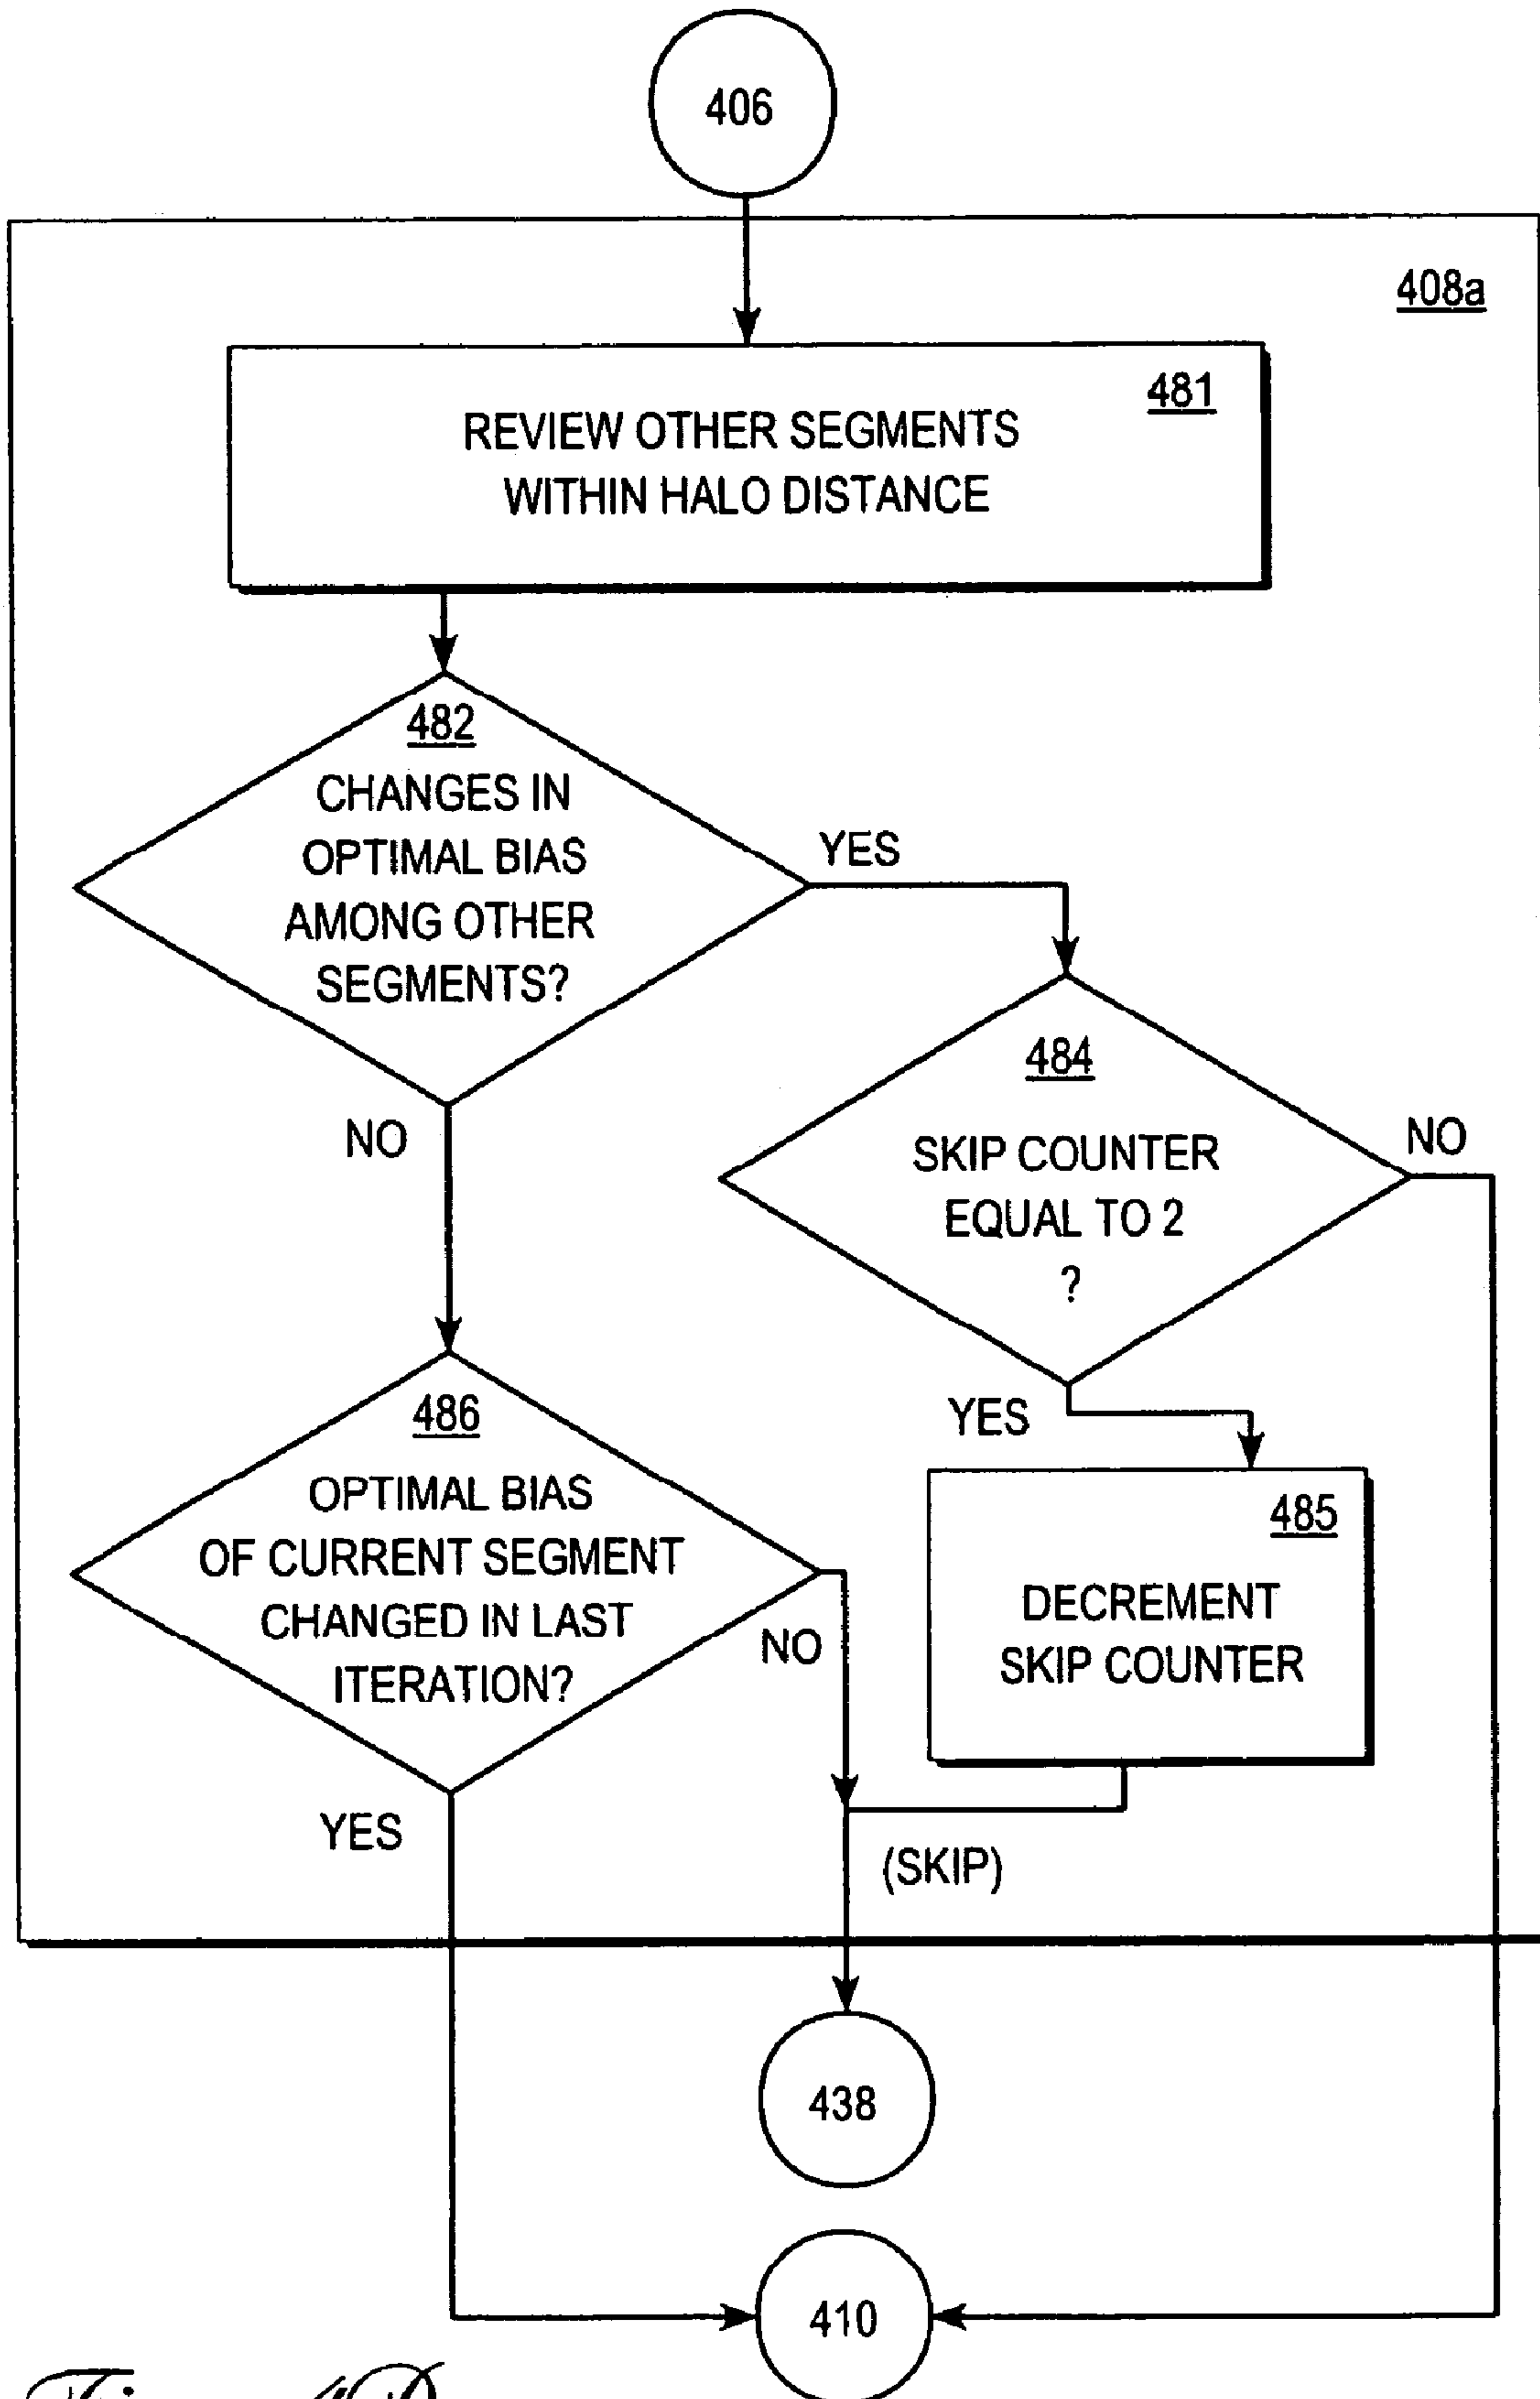 406
408a
481
REVIEW OTHER SEGMENTS
WITHIN HALO DISTANCE
482
CHANGES IN
OPTIMAL BIAS
AMONG OTHER
SEGMENTS?
YES
NO
484
SKIP COUNTER
EQUAL TO 2
?
NO
YES
486
OPTIMAL BIAS
OF CURRENT SEGMENT
CHANGED IN LAST
ITERATION?
NO
YES
485
DECREMENT
SKIP COUNTER
(SKIP)
438
410